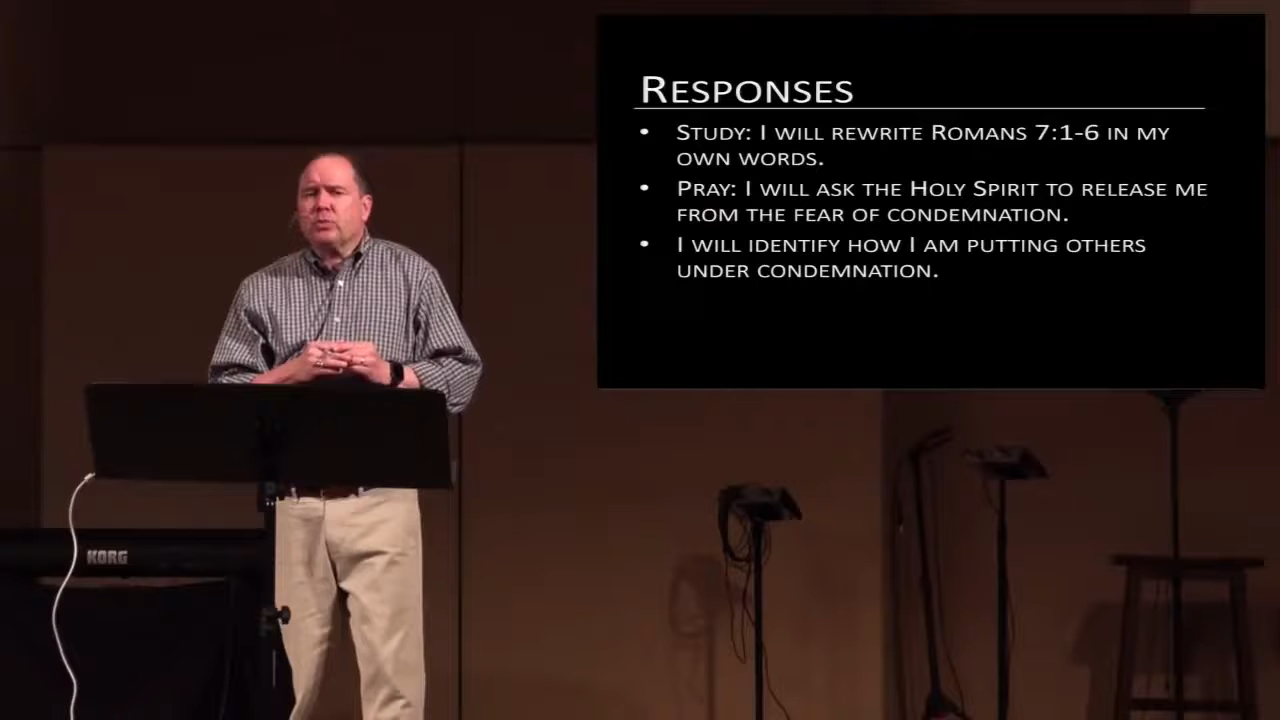 RESPONSES
• STUDY: I WILL REWRITE ROMANS 7:1-6 IN MY
OWN WORDS.
• PRAY: I WILL ASK THE HOLY SPIRIT TO RELEASE ME
FROM THE FEAR OF CONDEMNATION.
• I WILL IDENTIFY HOW I AM PUTTING OTHERS
UNDER CONDEMNATION.
KORG